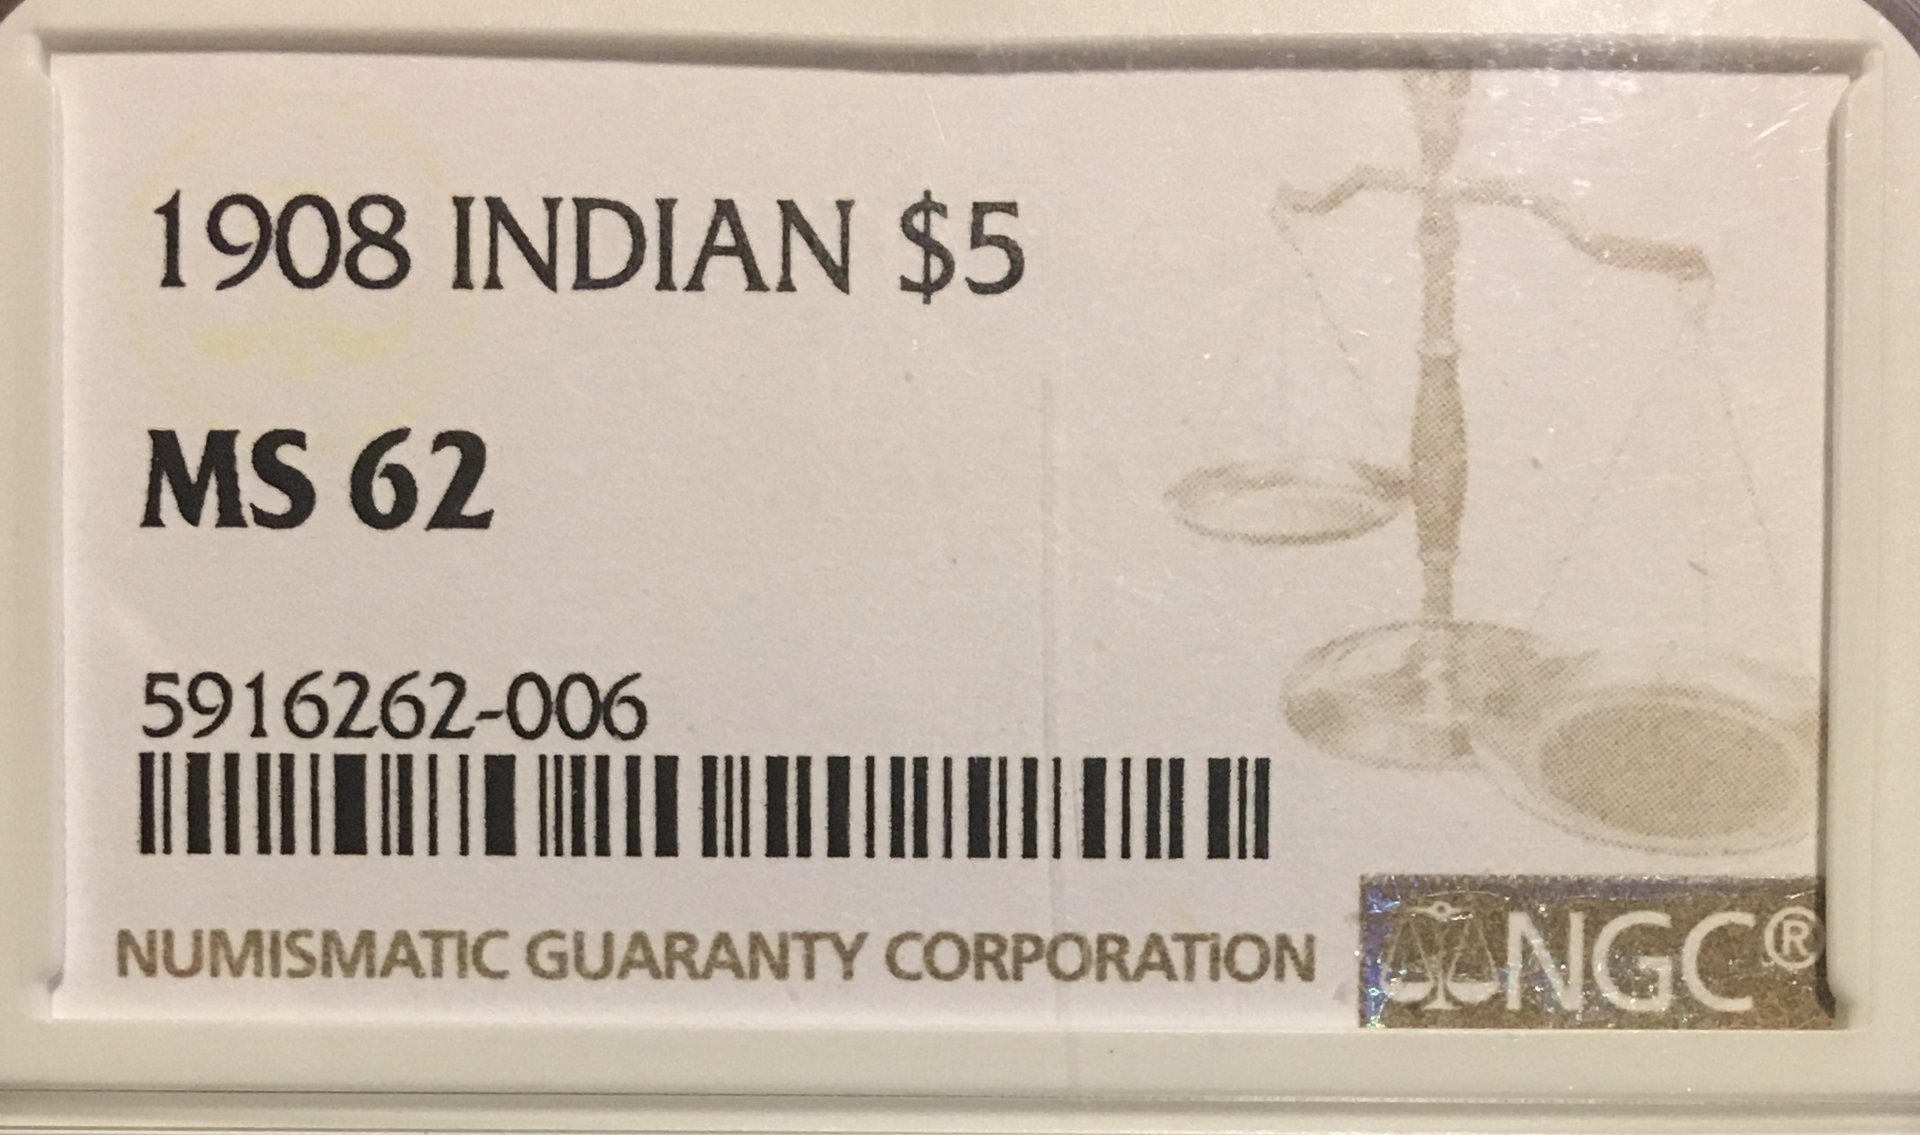 1908 INDIAN $5
MS 62
5916262-006
NUMISMATIC GUARANTY CORPORATION
NGC®